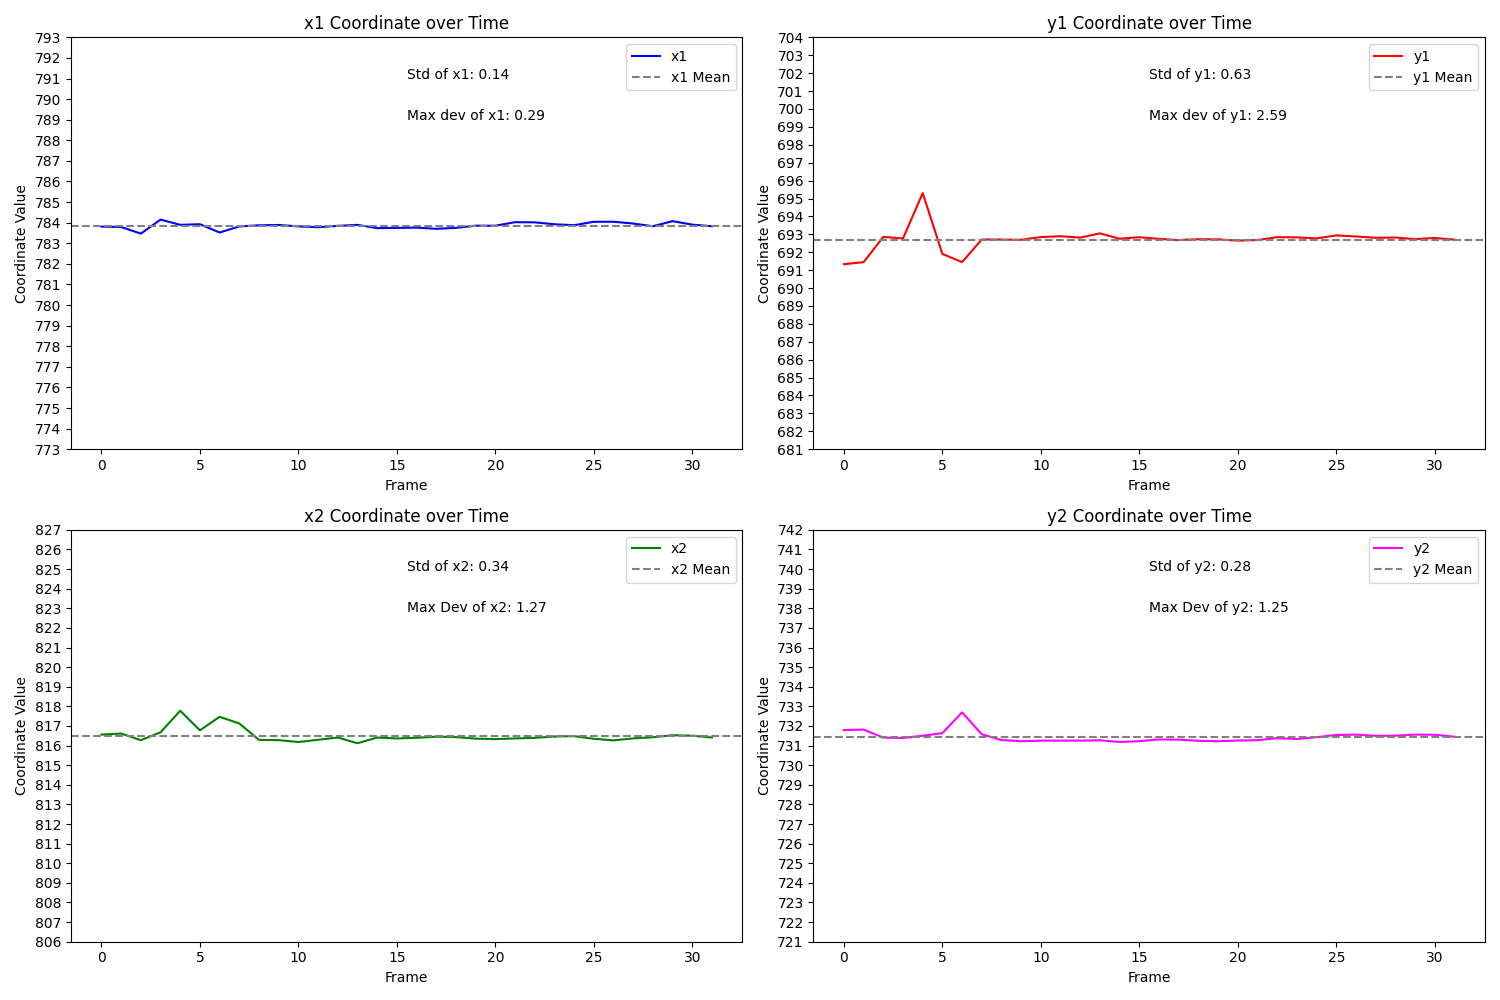 x1 Coordinate over Time
793
792
791
790
789
788
787
786
785
784
783
782
781
780
779
778
777
776
775
774
773
Coordinate Value
Std of x1: 0.14
Max dev of x1: 0.29
x1
x1 Mean
0 5 10 15 20 25 30
Frame
y1 Coordinate over Time
704
703
702
701
700
699
698
697
696
695
694
693
692
691
690
689
688
687
686
685
684
683
682
681
Coordinate Value
Std of y1: 0.63
Max dev of y1: 2.59
y1
y1 Mean
0 5 10 15 20 25 30
Frame
x2 Coordinate over Time
827
826
825
824
823
822
821
820
819
818
817
816
815
814
813
812
811
810
809
808
807
806
Coordinate Value
Std of x2: 0.34
Max Dev of x2: 1.27
x2
x2 Mean
0 5 10 15 20 25 30
Frame
y2 Coordinate over Time
742
741
740
739
738
737
736
735
734
733
732
731
730
729
728
727
726
725
724
723
722
721
Coordinate Value
Std of y2: 0.28
Max Dev of y2: 1.25
y2
y2 Mean
0 5 10 15 20 25 30
Frame